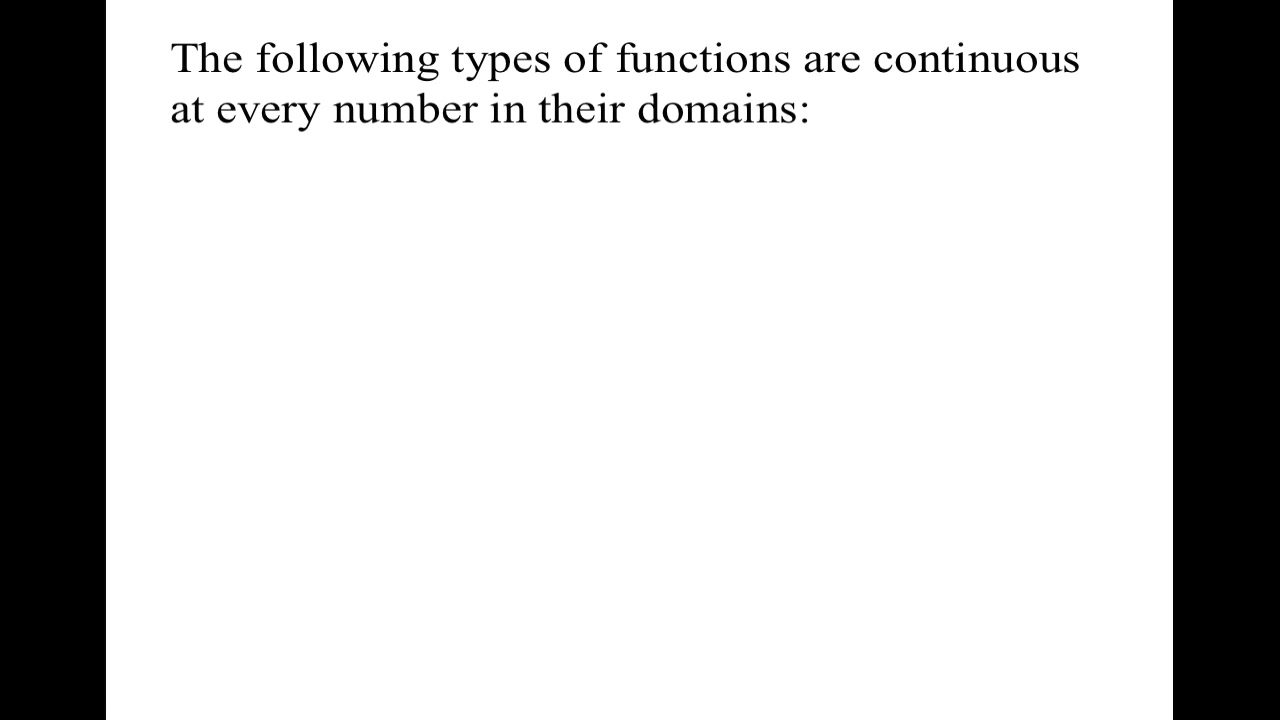 The following types of functions are continuous
at every number in their domains: